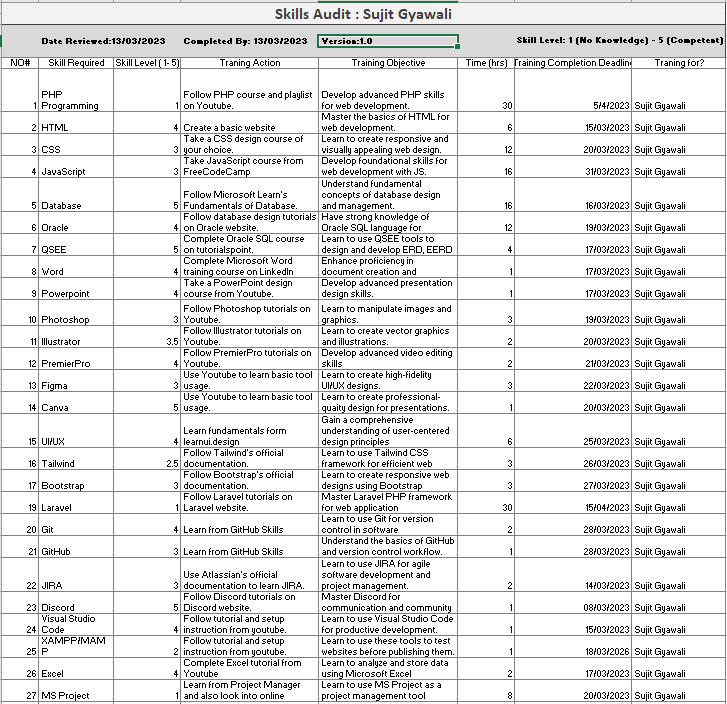 Skills Audit : Sujit Gyawali
Date Reviewed:13/03/2023 Completed By: 13/03/2023 Version:1.0 Skill Level: 1 (No Knowledge) - 5 (Competent)
NO# Skill Required Skill Level (1-5) Traning Action Training Objective Time (hrs) Training Completion Deadline Traning for?
1 PHP Programming 1 Follow PHP course and playlist on Youtube. Develop advanced PHP skills for web development. 30 5/4/2023 Sujit Gyawali
2 HTML 4 Create a basic website Master the basics of HTML for web development. 6 15/03/2023 Sujit Gyawali
3 CSS 3 Take a CSS design course of your choice. Learn to create responsive and visually appealing web design. 12 20/03/2023 Sujit Gyawali
4 JavaScript 3 Take JavaScript course from FreeCodeCamp Develop foundational skills for web development with JS. 16 31/03/2023 Sujit Gyawali
5 Database 5 Follow Microsoft Learn's Fundamentals of Database. Understand fundamental concepts of database design and management. 16 16/03/2023 Sujit Gyawali
6 Oracle 4 Follow database design tutorials on Oracle website. Have strong knowledge of Oracle SQL language for 12 19/03/2023 Sujit Gyawali
7 QSEE 5 Complete Oracle SQL course on tutorialspoint. Learn to use QSEE tools to design and develop ERD, EERD 4 17/03/2023 Sujit Gyawali
8 Word 4 Complete Microsoft Word training course on LinkedIn Enhance proficiency in document creation and 1 17/03/2023 Sujit Gyawali
9 Powerpoint 4 Take a PowerPoint design course from Youtube. Develop advanced presentation design skills. 1 17/03/2023 Sujit Gyawali
10 Photoshop 3 Follow Photoshop tutorials on Youtube. Learn to manipulate images and graphics. 3 19/03/2023 Sujit Gyawali
11 Illustrator 3.5 Follow Illustrator tutorials on Youtube. Learn to create vector graphics and illustrations. 2 20/03/2023 Sujit Gyawali
12 PremierPro 4 Follow PremierPro tutorials on Youtube. Develop advanced video editing skills 2 21/03/2023 Sujit Gyawali
13 Figma 3 Use Youtube to learn basic tool usage. Learn to create high-fidelity UI/UX designs. 3 22/03/2023 Sujit Gyawali
14 Canva 5 Use Youtube to learn basic tool usage. Learn to create professional-quaity design for presentations. 1 20/03/2023 Sujit Gyawali
15 UI/UX 4 Learn fundamentals form learnui.design Gain a comprehensive understanding of user-centered design principles 6 25/03/2023 Sujit Gyawali
16 Tailwind 2.5 Follow Tailwind's official documentation. Learn to use Tailwind CSS framework for efficient web 3 26/03/2023 Sujit Gyawali
17 Bootstrap 3 Follow Bootstrap's official documentation. Learn to create responsive web designs using Bootstrap 3 27/03/2023 Sujit Gyawali
19 Laravel 1 Follow Laravel tutorials on Laravel website. Master Laravel PHP framework for web application 30 15/04/2023 Sujit Gyawali
20 Git 4 Learn from GitHub Skills Learn to use Git for version control in software 2 28/03/2023 Sujit Gyawali
21 GitHub 3 Learn from GitHub Skills Understand the basics of GitHub and version control workflow. 1 28/03/2023 Sujit Gyawali
22 JIRA 3 Use Atlassian's official documentation to learn JIRA. Learn to use JIRA for agile software development and project management. 2 14/03/2023 Sujit Gyawali
23 Discord 5 Follow Discord tutorials on Discord website. Master Discord for communication and community 1 08/03/2023 Sujit Gyawali
24 Visual Studio Code 4 Follow tutorial and setup instruction from youtube. Learn to use Visual Studio Code for productive development. 1 15/03/2023 Sujit Gyawali
25 XAMPP/MAMP 2 Follow tutorial and setup instruction from youtube. Learn to use these tools to test websites before publishing them. 1 18/03/2026 Sujit Gyawali
26 Excel 4 Complete Excel tutorial from Youtube Learn to analyze and store data using Microsoft Excel 2 17/03/2023 Sujit Gyawali
27 MS Project 1 Learn from Project Manager and also look into online Learn to use MS Project as a project management tool 8 20/03/2023 Sujit Gyawali